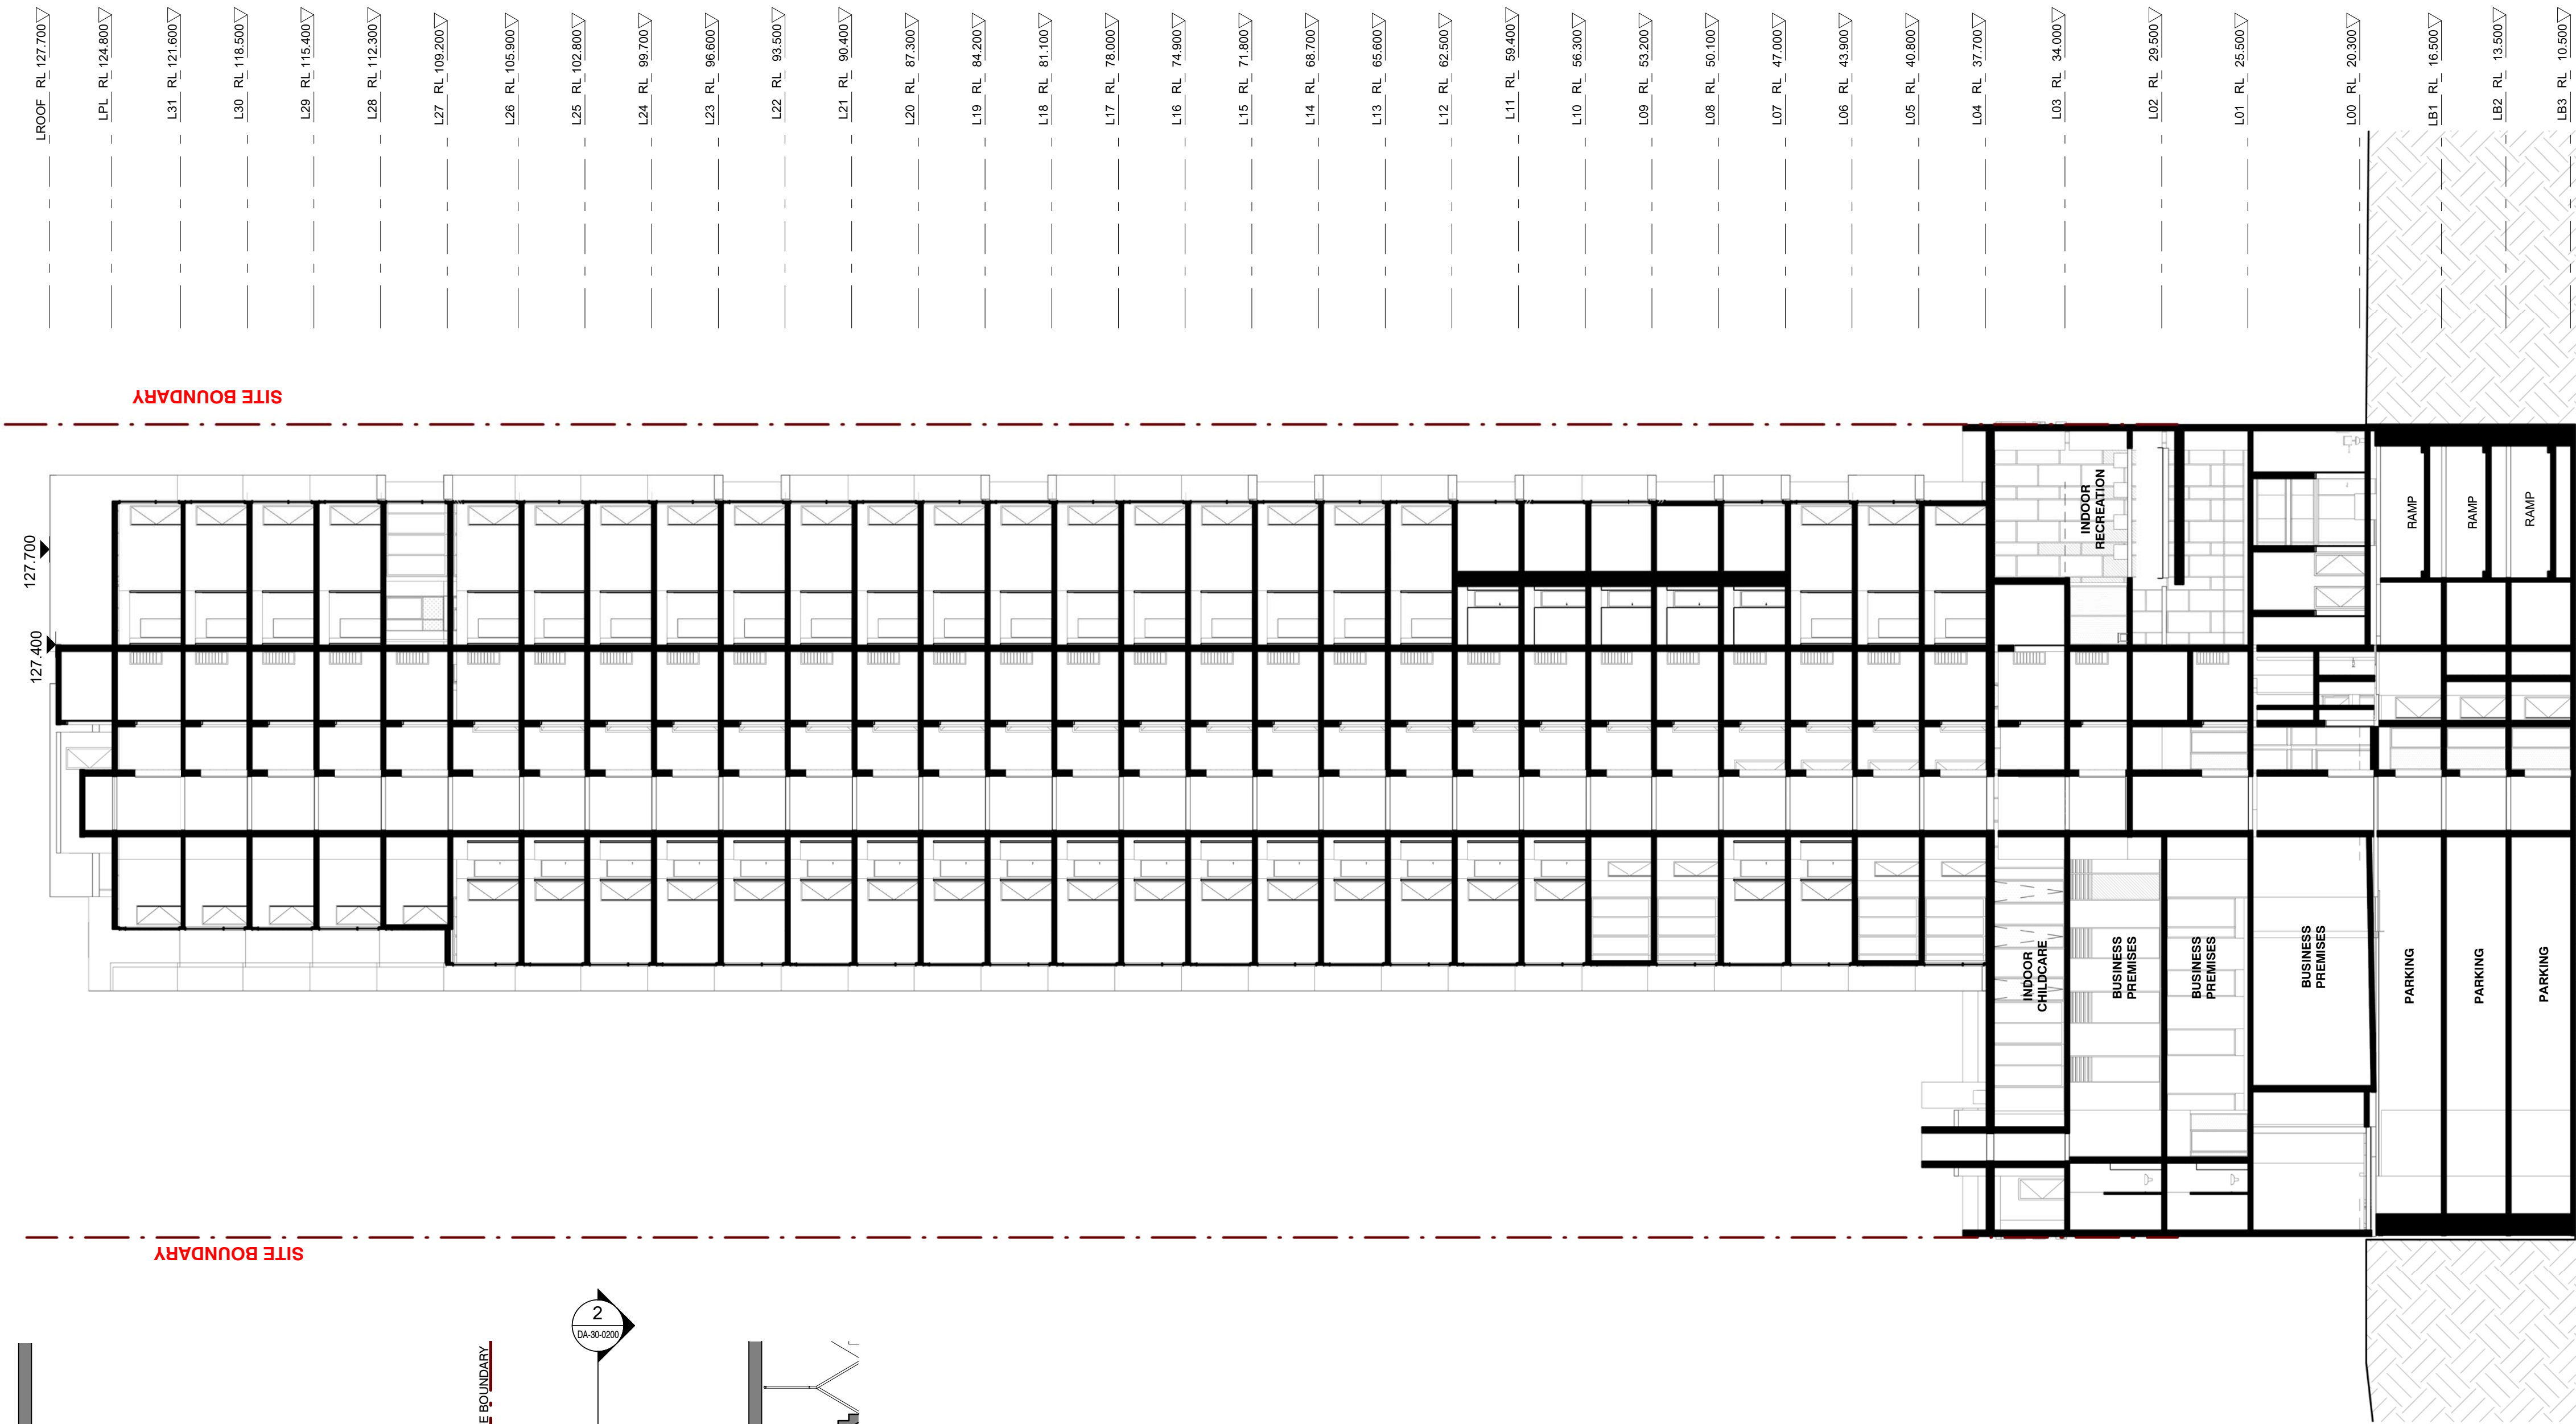 LROOF RL 127.700
LPL RL 124.800
L31 RL 121.600
L30 RL 118.500
L29 RL 115.400
L28 RL 112.300
L27 RL 109.200
L26 RL 105.900
L25 RL 102.800
L24 RL 99.700
L23 RL 96.600
L22 RL 93.500
L21 RL 90.400
L20 RL 87.300
L19 RL 84.200
L18 RL 81.100
L17 RL 78.000
L16 RL 74.900
L15 RL 71.800
L14 RL 68.700
L13 RL 65.600
L12 RL 62.500
L11 RL 59.400
L10 RL 56.300
L09 RL 53.200
L08 RL 50.100
L07 RL 47.000
L06 RL 43.900
L05 RL 40.800
L04 RL 37.700
L03 RL 34.000
L02 RL 29.500
L01 RL 25.500
L00 RL 20.300
LB1 RL 16.500
LB2 RL 13.500
LB3 RL 10.500
SITE BOUNDARY
127.700
127.400
INDOOR
RECREATION
RAMP
RAMP
RAMP
INDOOR
CHILDCARE
BUSINESS
PREMISES
BUSINESS
PREMISES
BUSINESS
PREMISES
PARKING
PARKING
PARKING
SITE BOUNDARY
2
DA-30-0200
E BOUNDARY